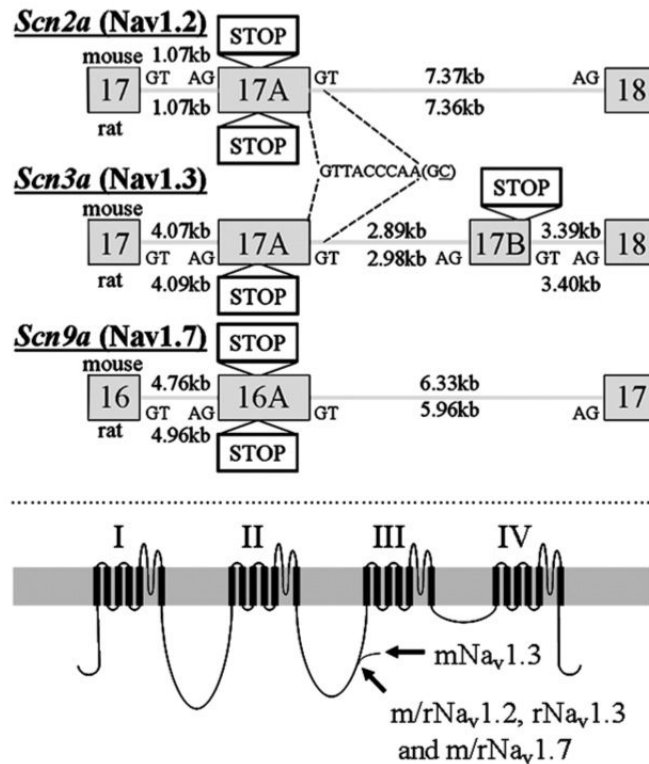 Scn2a (Nav1.2)
STOP
mouse 1.07kb
17 GT AG 17A GT 7.37kb AG 18
rat 1.07kb 7.36kb
STOP
GTTACCCAA(GC)
Scn3a (Nav1.3)
STOP
mouse 4.07kb 2.89kb 3.39kb
17 GT AG 17A GT AG 17B GT AG 18
rat 4.09kb 2.98kb 3.40kb
STOP
Scn9a (Nav1.7)
STOP
mouse 4.76kb 6.33kb
16 GT AG 16A GT AG 17
rat 4.96kb 5.96kb
STOP
I II III IV
mNav1.3
m/rNav1.2, rNav1.3
and m/rNav1.7